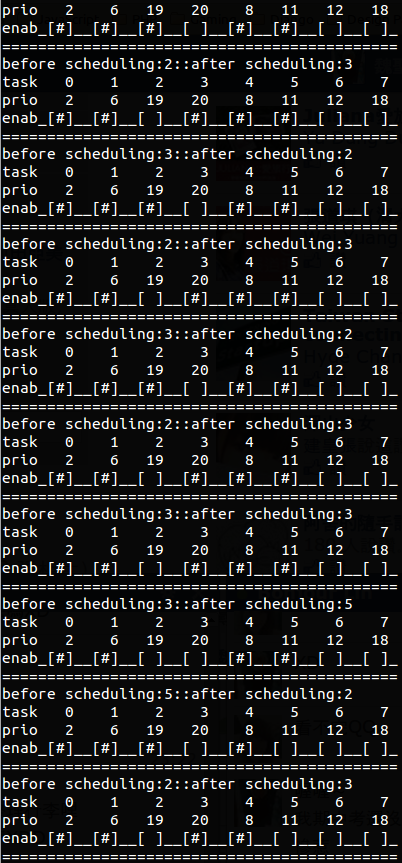 prio   2    6   19   20    8   11   12   18
enab_[#]__[#]__[#]__[ ]__[#]__[#]__[ ]__[ ]_
============================================
before scheduling:2::after scheduling:3
task   0    1    2    3    4    5    6    7
prio   2    6   19   20    8   11   12   18
enab_[#]__[#]__[ ]__[ ]__[#]__[#]__[ ]__[ ]_
============================================
before scheduling:3::after scheduling:2
task   0    1    2    3    4    5    6    7
prio   2    6   19   20    8   11   12   18
enab_[#]__[#]__[#]__[ ]__[#]__[#]__[ ]__[ ]_
============================================
before scheduling:2::after scheduling:3
task   0    1    2    3    4    5    6    7
prio   2    6   19   20    8   11   12   18
enab_[#]__[#]__[ ]__[ ]__[#]__[#]__[ ]__[ ]_
============================================
before scheduling:3::after scheduling:2
task   0    1    2    3    4    5    6    7
prio   2    6   19   20    8   11   12   18
enab_[#]__[#]__[#]__[ ]__[#]__[#]__[ ]__[ ]_
============================================
before scheduling:2::after scheduling:3
task   0    1    2    3    4    5    6    7
prio   2    6   19   20    8   11   12   18
enab_[#]__[#]__[ ]__[ ]__[#]__[#]__[ ]__[ ]_
============================================
before scheduling:3::after scheduling:3
task   0    1    2    3    4    5    6    7
prio   2    6   19   20    8   11   12   18
enab_[#]__[#]__[ ]__[ ]__[#]__[#]__[ ]__[ ]_
============================================
before scheduling:3::after scheduling:5
task   0    1    2    3    4    5    6    7
prio   2    6   19   20    8   11   12   18
enab_[#]__[#]__[ ]__[ ]__[#]__[#]__[ ]__[ ]_
============================================
before scheduling:5::after scheduling:2
task   0    1    2    3    4    5    6    7
prio   2    6   19   20    8   11   12   18
enab_[#]__[#]__[#]__[ ]__[#]__[ ]__[ ]__[ ]_
============================================
before scheduling:2::after scheduling:3
task   0    1    2    3    4    5    6    7
prio   2    6   19   20    8   11   12   18
enab_[#]__[#]__[ ]__[ ]__[#]__[ ]__[ ]__[ ]_
============================================